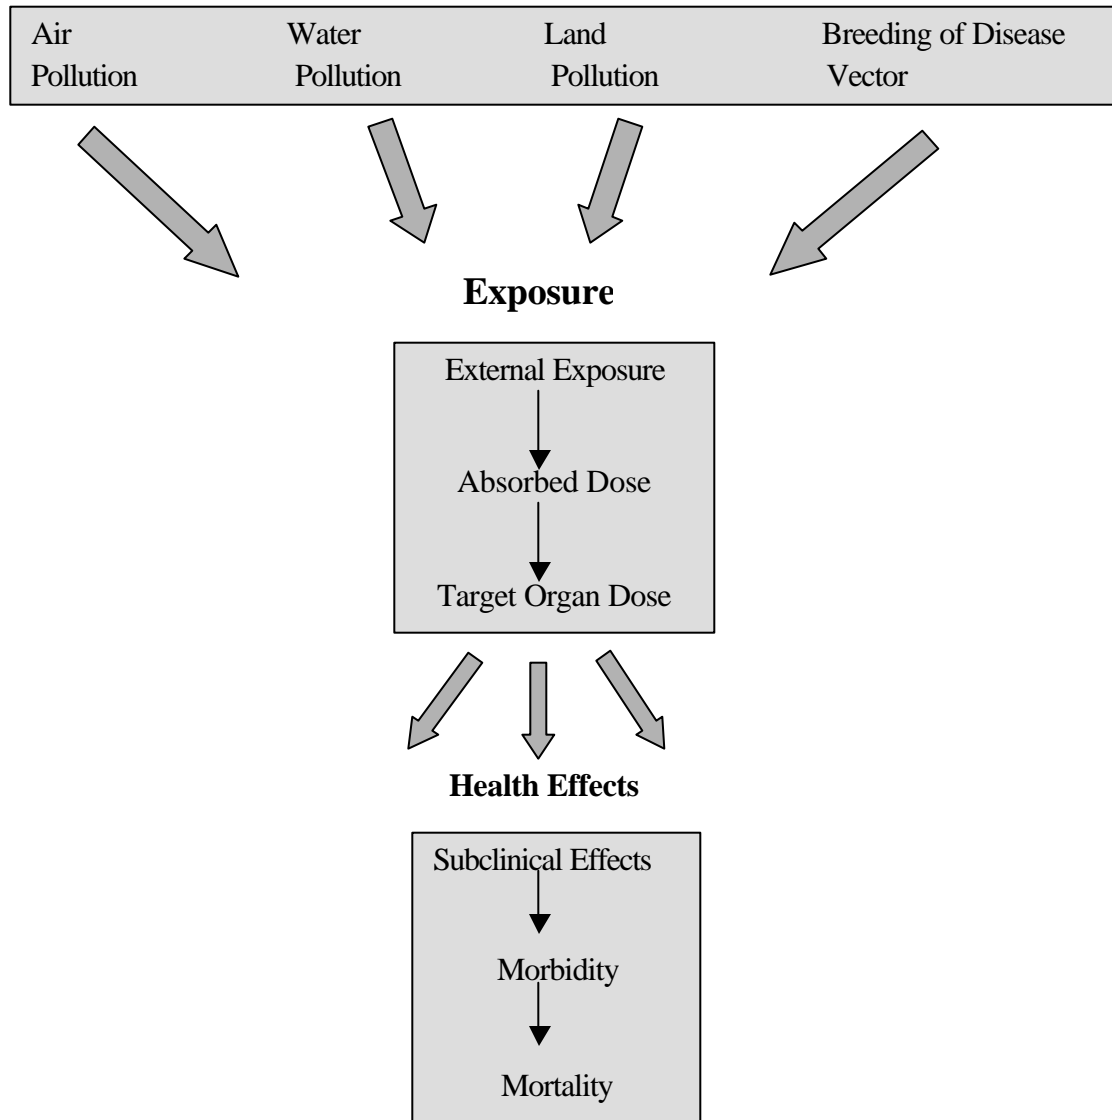 Air Water Land Breeding of Disease
Pollution Pollution Pollution Vector
Exposure
External Exposure
Absorbed Dose
Target Organ Dose
Health Effects
Subclinical Effects
Morbidity
Mortality